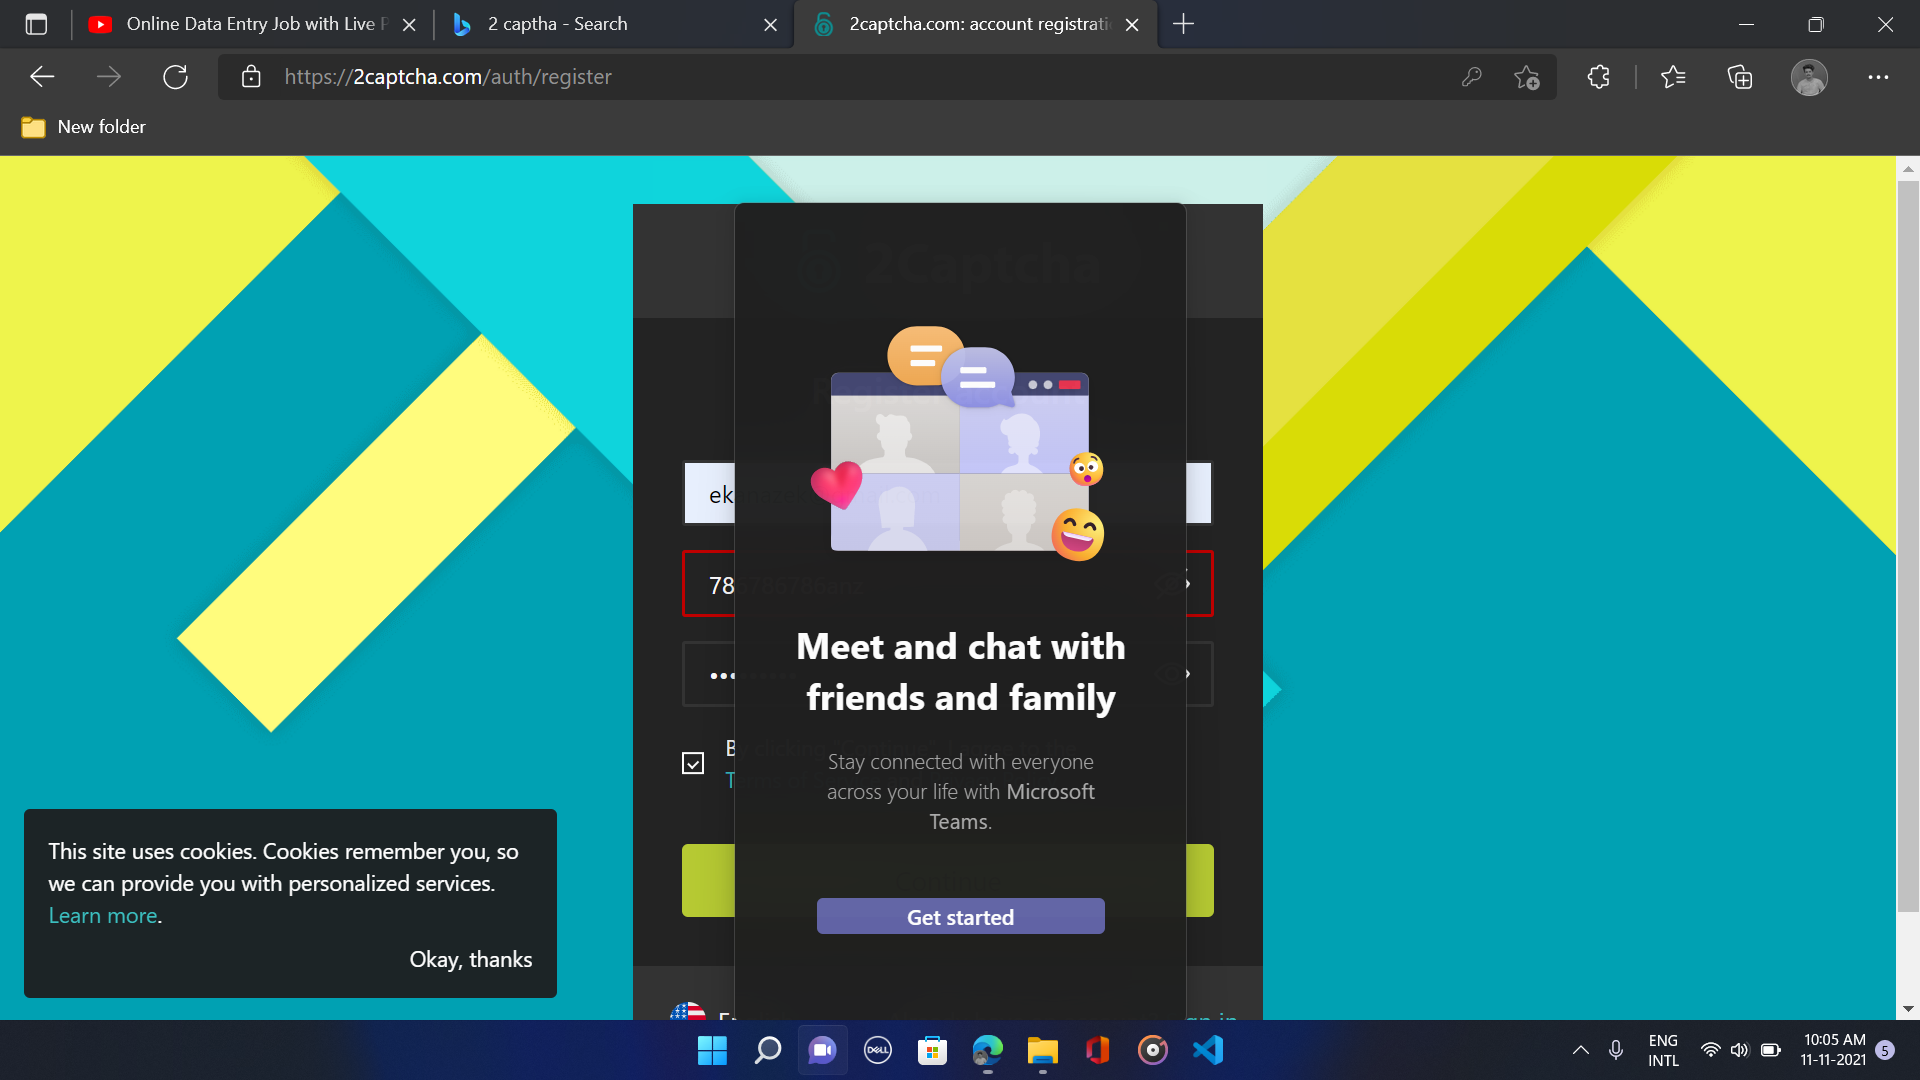 Online Data Entry Job with Live P
2 captha - Search
2captcha.com: account registrati
https://2captcha.com/auth/register
New folder
2Captcha
Meet and chat with
friends and family
Stay connected with everyone
across your life with Microsoft
Teams.
Continue
Get started
This site uses cookies. Cookies remember you, so
we can provide you with personalized services.
Learn more.
Okay, thanks
DELL
ENG
INTL
10:05 AM
11-11-2021
5